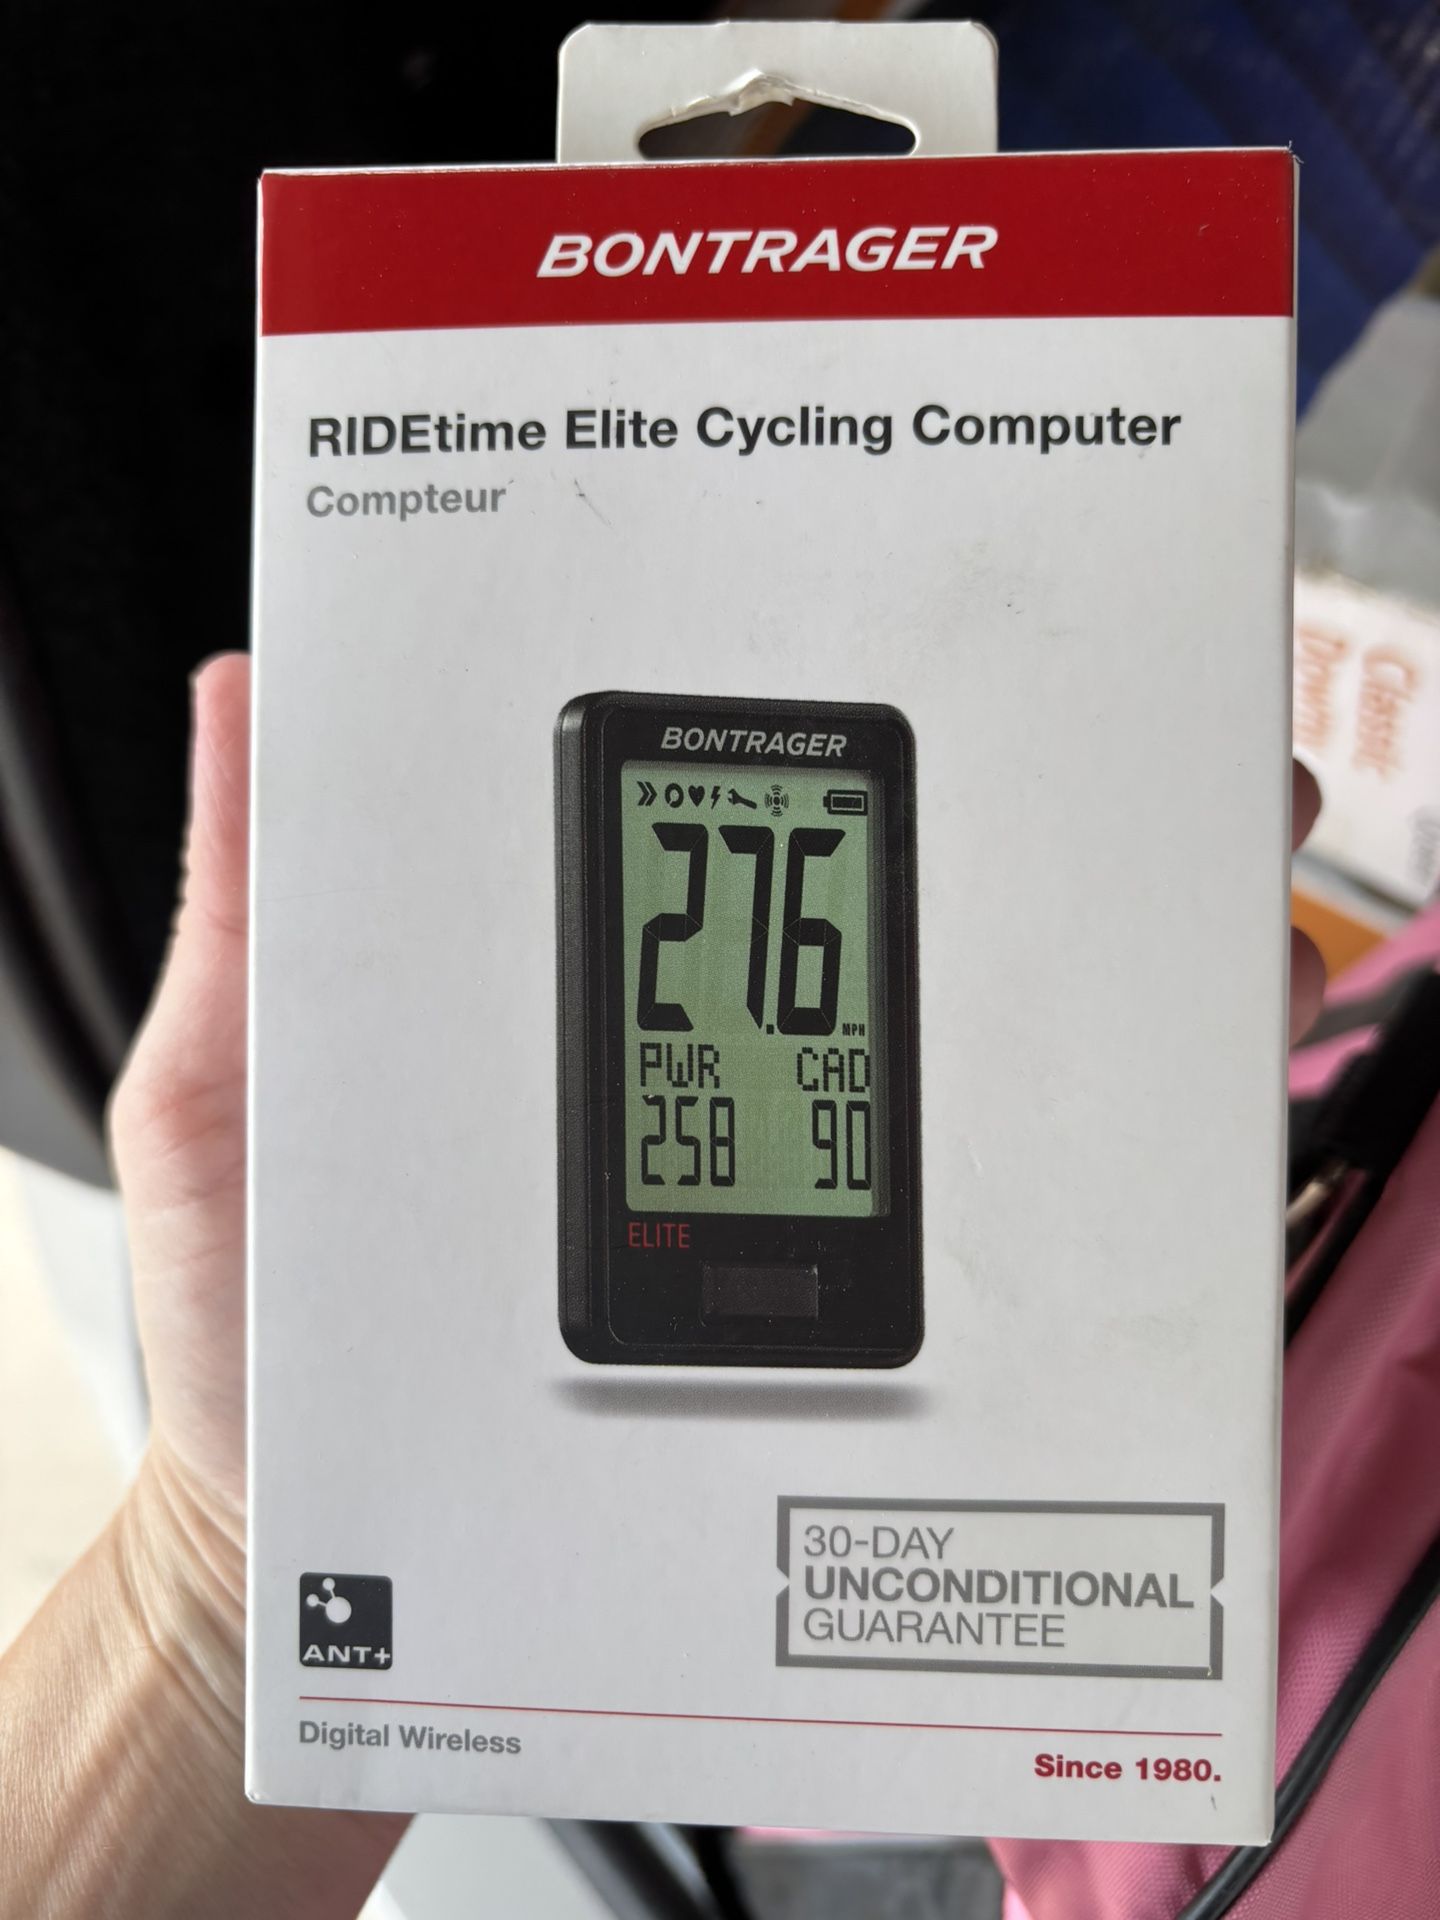 BONTRAGER
RIDEtime Elite Cycling Computer
Compteur
BONTRAGER
27.6 MPH
PWR CAD
258 90
ELITE
30-DAY
UNCONDITIONAL
GUARANTEE
ANT+
Digital Wireless
Since 1980.
Classic